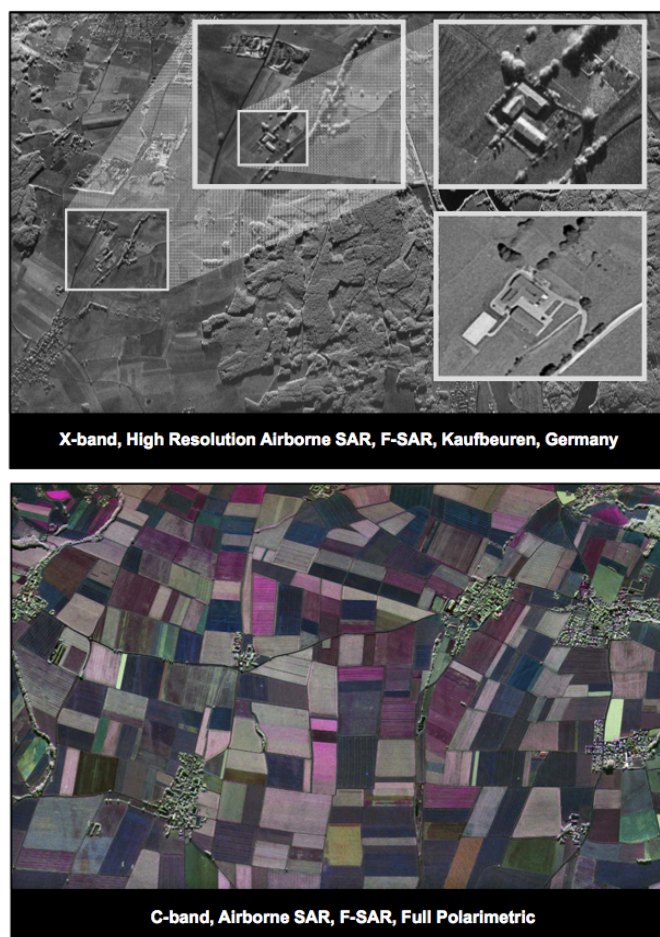 X-band, High Resolution Airborne SAR, F-SAR, Kaufbeuren, Germany
C-band, Airborne SAR, F-SAR, Full Polarimetric